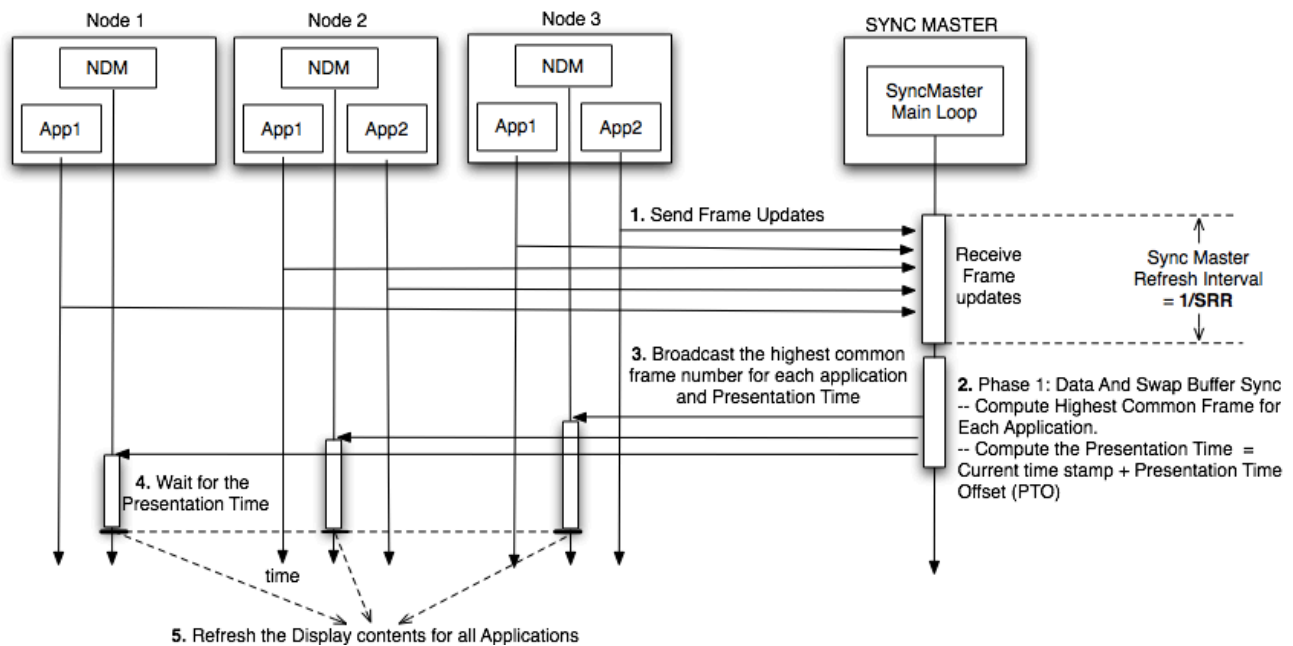 Node 1
Node 2
Node 3
SYNC MASTER
NDM
NDM
NDM
App1
App1
App2
App1
App2
SyncMaster
Main Loop
1. Send Frame Updates
Receive
Frame
updates
Sync Master
Refresh Interval
= 1/SRR
3. Broadcast the highest common
frame number for each application
and Presentation Time
2. Phase 1: Data And Swap Buffer Sync
-- Compute Highest Common Frame for
Each Application.
-- Compute the Presentation Time =
Current time stamp + Presentation Time
Offset (PTO)
4. Wait for the
Presentation Time
time
5. Refresh the Display contents for all Applications